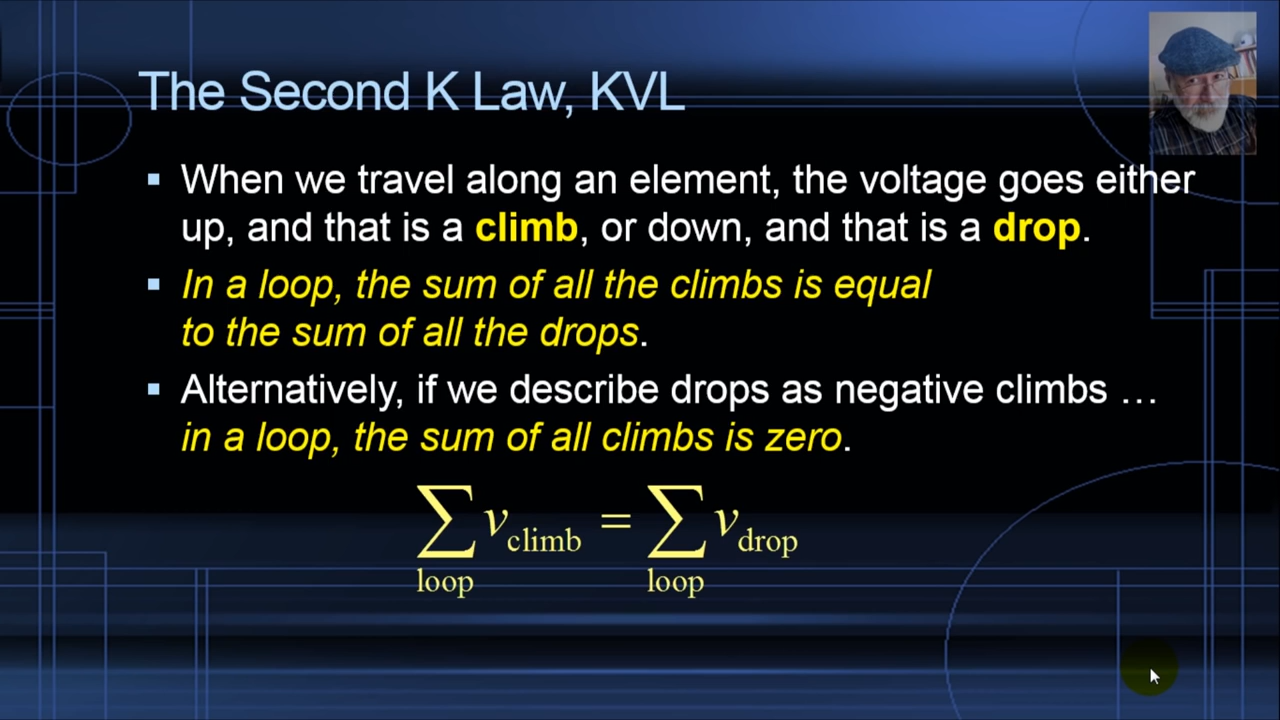 The Second K Law, KVL
▪ When we travel along an element, the voltage goes either
up, and that is a climb, or down, and that is a drop.
▪ In a loop, the sum of all the climbs is equal
to the sum of all the drops.
▪ Alternatively, if we describe drops as negative climbs …
in a loop, the sum of all climbs is zero.
∑ v climb = ∑ v drop
loop loop